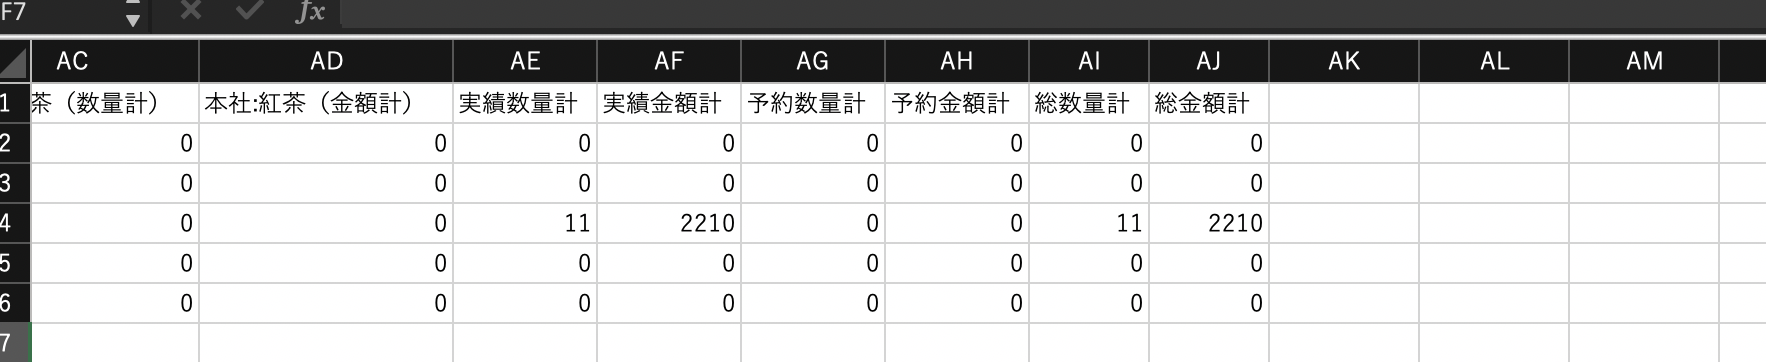 F7 fx
AC AD AE AF AG AH AI AJ AK AL AM
1 茶（数量計） 本社:紅茶（金額計） 実績数量計 実績金額計 予約数量計 予約金額計 総数量計 総金額計
2 0 0 0 0 0 0 0 0
3 0 0 0 0 0 0 0 0
4 0 0 11 2210 0 0 11 2210
5 0 0 0 0 0 0 0 0
6 0 0 0 0 0 0 0 0
7